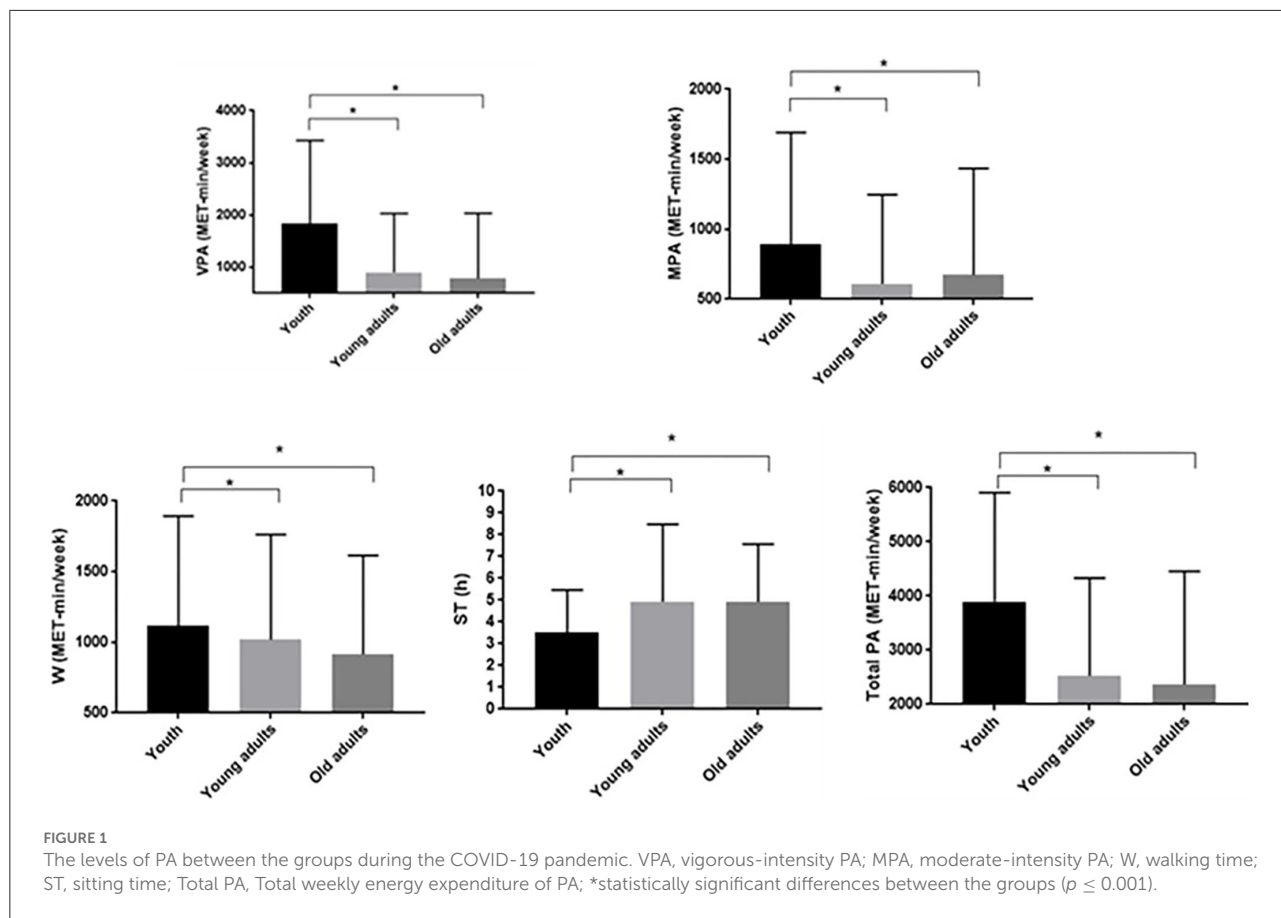 *
*
4000
3000
2000
1000
VPA (MET-min/week)
Youth
Young adults
Old adults
*
*
2000
1500
1000
500
MPA (MET-min/week)
Youth
Young adults
Old adults
*
*
2000
1500
1000
500
W (MET-min/week)
Youth
Young adults
Old adults
*
*
10
9
8
7
6
5
4
3
2
1
0
ST (h)
Youth
Young adults
Old adults
*
*
6000
5000
4000
3000
2000
Total PA (MET-min/week)
Youth
Young adults
Old adults
FIGURE 1
The levels of PA between the groups during the COVID-19 pandemic. VPA, vigorous-intensity PA; MPA, moderate-intensity PA; W, walking time;
ST, sitting time; Total PA, Total weekly energy expenditure of PA; *statistically significant differences between the groups (p ≤ 0.001).